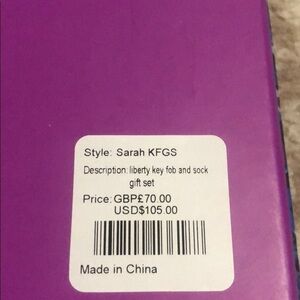 Style: Sarah KFGS
Description: liberty key fob and sock
gift set
Price: GBP£70.00
USD$105.00
Made in China